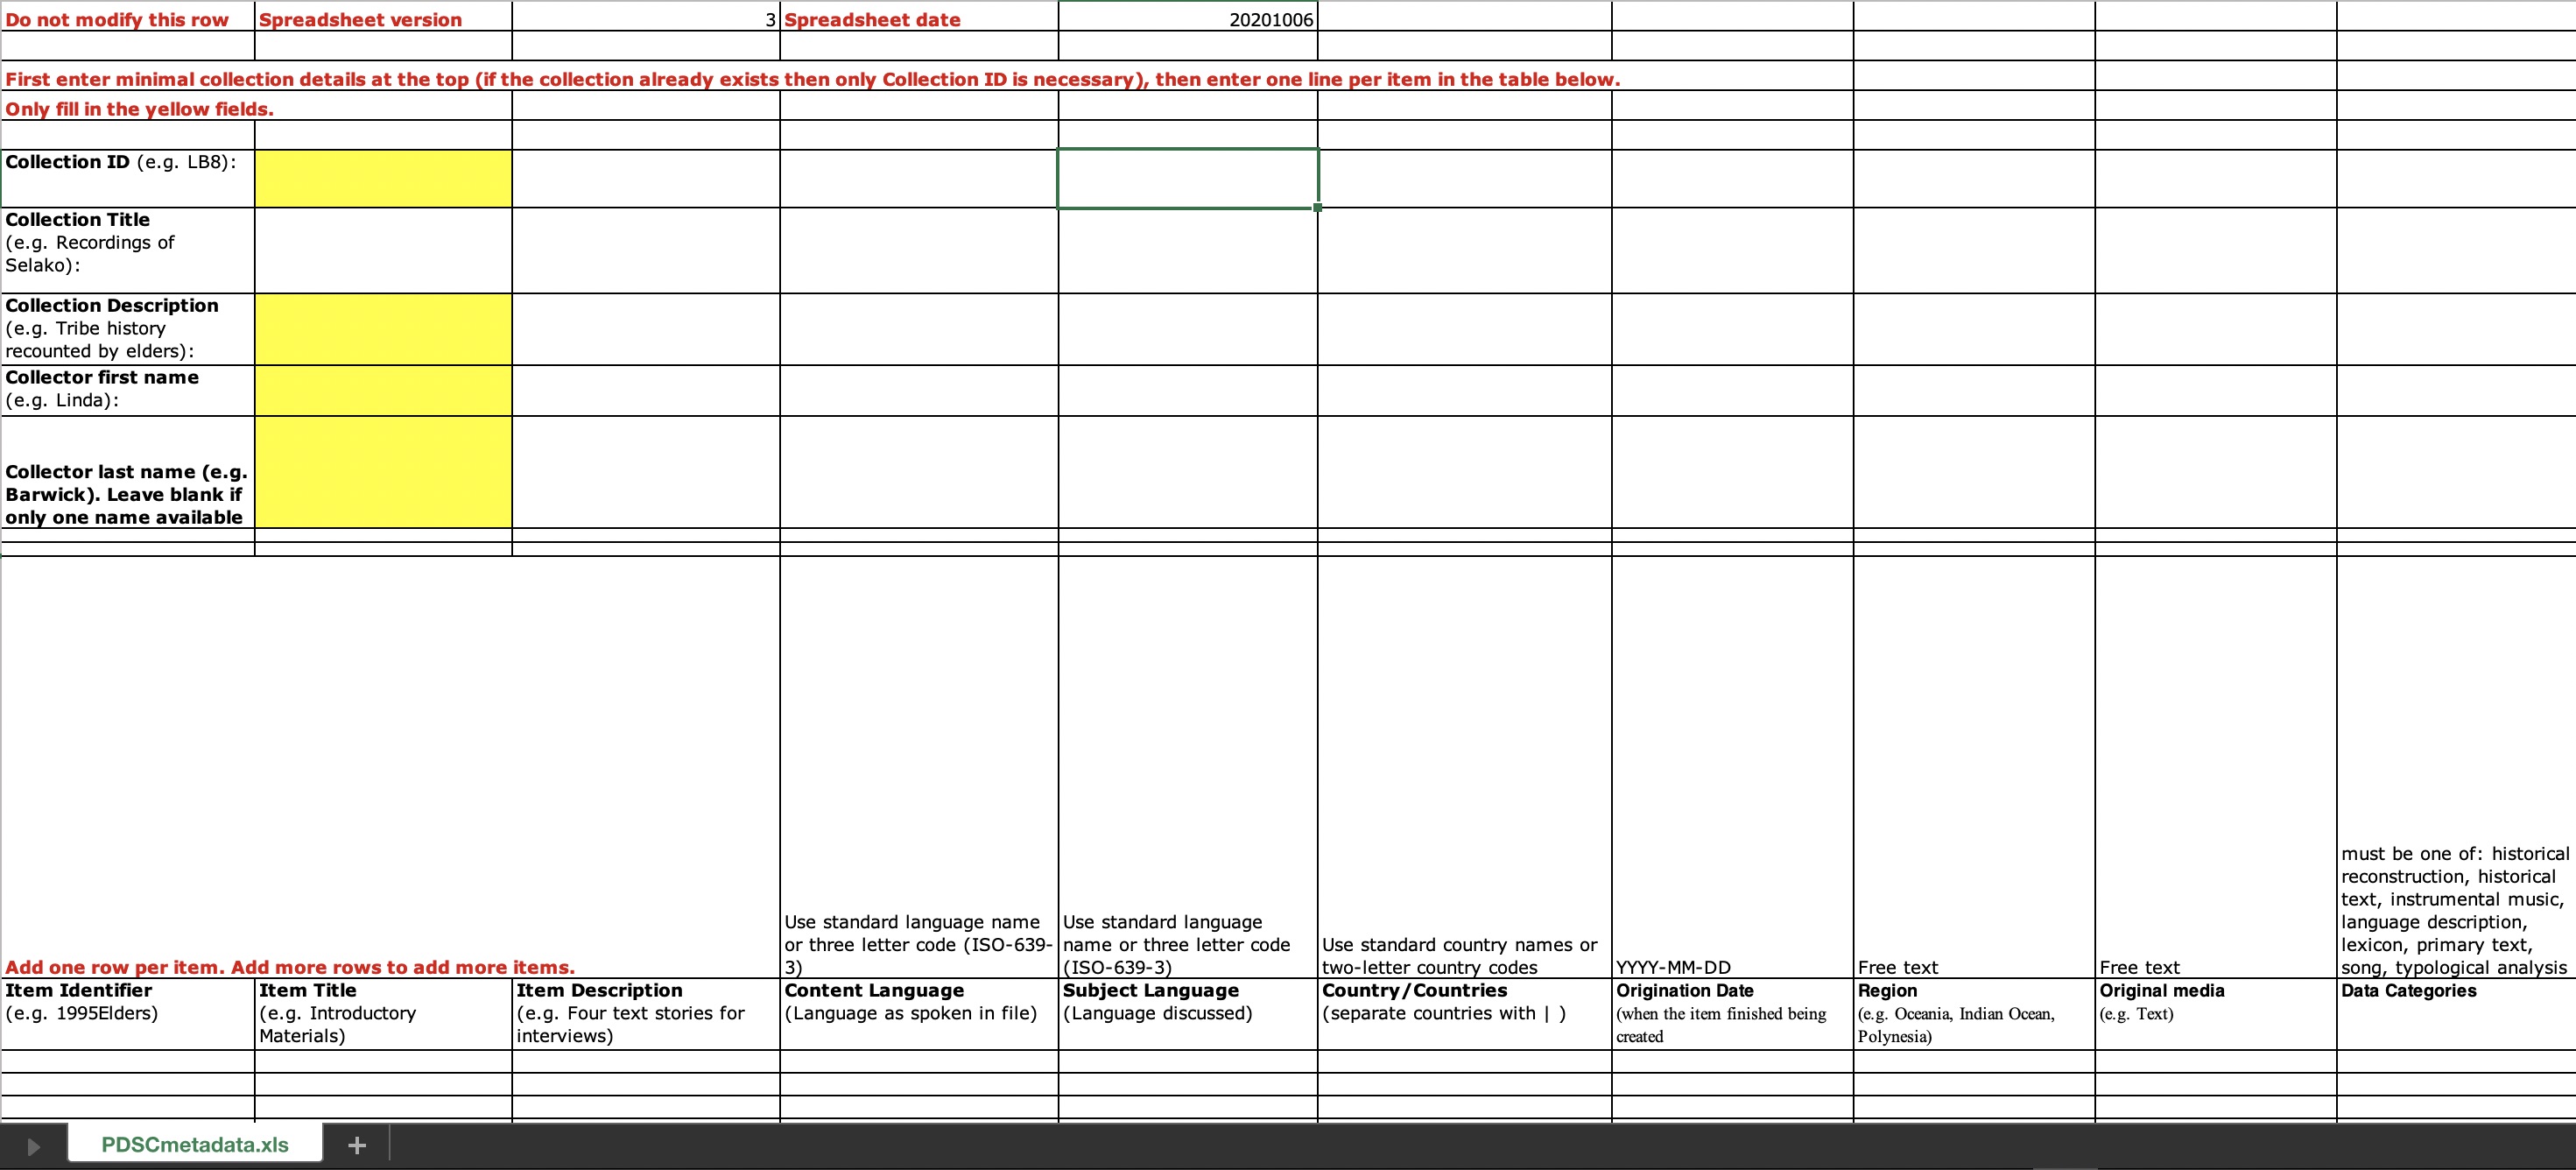 Do not modify this row Spreadsheet version 3 Spreadsheet date 20201006
First enter minimal collection details at the top (if the collection already exists then only Collection ID is necessary), then enter one line per item in the table below.
Only fill in the yellow fields.
Collection ID (e.g. LB8):
Collection Title
(e.g. Recordings of
Selako):
Collection Description
(e.g. Tribe history
recounted by elders):
Collector first name
(e.g. Linda):
Collector last name (e.g.
Barwick). Leave blank if
only one name available
Add one row per item. Add more rows to add more items.
Use standard language name
or three letter code (ISO-639-
3)
Use standard language
name or three letter code
(ISO-639-3)
Use standard country names or
two-letter country codes
YYYY-MM-DD
Free text
Free text
must be one of: historical
reconstruction, historical
text, instrumental music,
language description,
lexicon, primary text,
song, typological analysis
Item Identifier
(e.g. 1995Elders)
Item Title
(e.g. Introductory
Materials)
Item Description
(e.g. Four text stories for
interviews)
Content Language
(Language as spoken in file)
Subject Language
(Language discussed)
Country/Countries
(separate countries with | )
Origination Date
(when the item finished being
created
Region
(e.g. Oceania, Indian Ocean,
Polynesia)
Original media
(e.g. Text)
Data Categories
PDSCmetadata.xls +